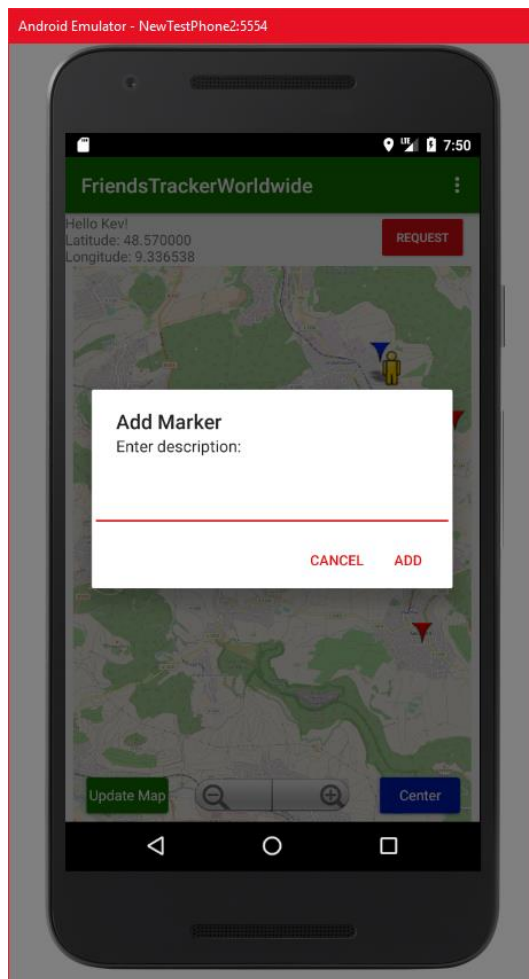 Android Emulator - NewTestPhone2:5554
LTE 7:50
FriendsTrackerWorldwide
Hello Kev!
Latitude: 48.570000
Longitude: 9.336538
REQUEST
Add Marker
Enter description:
CANCEL ADD
Update Map
Center